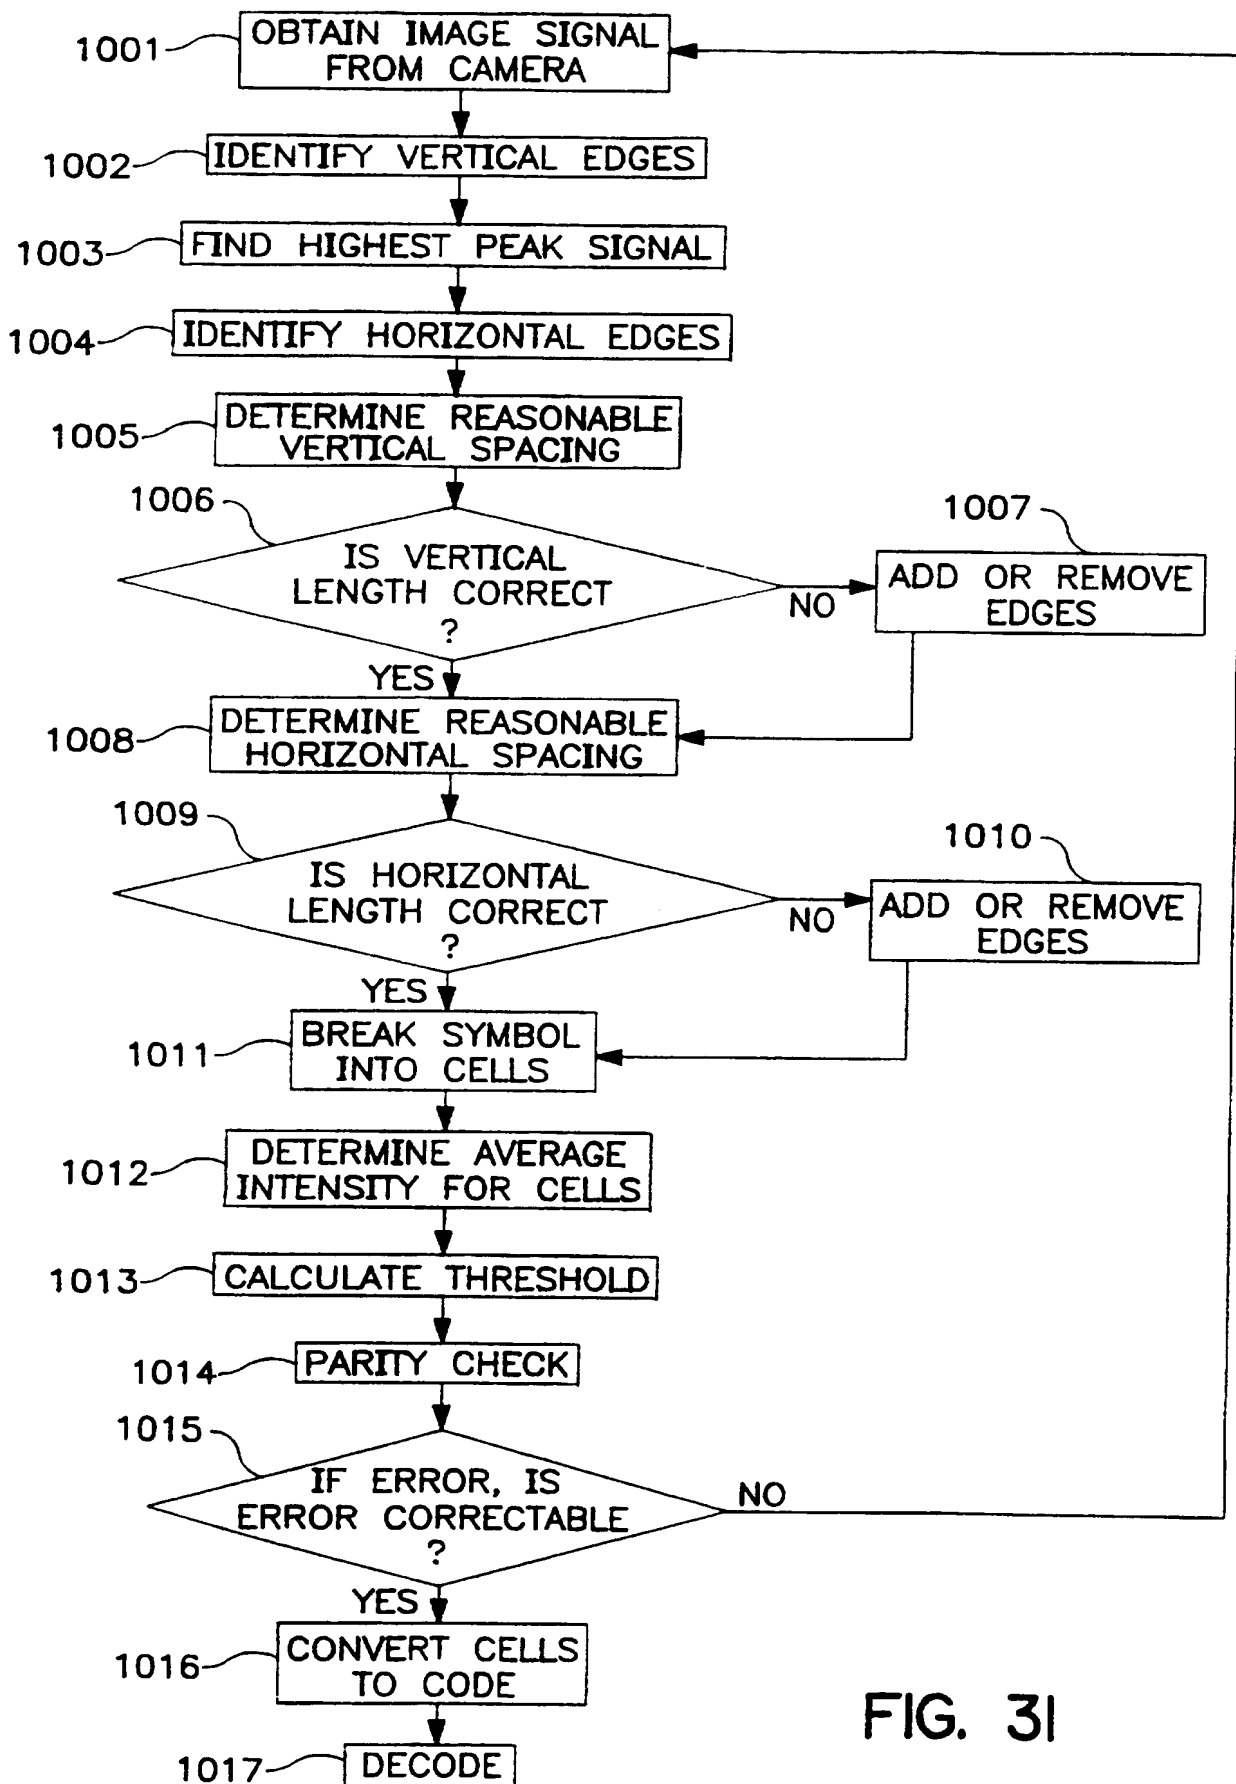 1001
OBTAIN IMAGE SIGNAL
FROM CAMERA
1002
IDENTIFY VERTICAL EDGES
1003
FIND HIGHEST PEAK SIGNAL
1004
IDENTIFY HORIZONTAL EDGES
1005
DETERMINE REASONABLE
VERTICAL SPACING
1006
IS VERTICAL
LENGTH CORRECT
?
NO
1007
ADD OR REMOVE
EDGES
YES
1008
DETERMINE REASONABLE
HORIZONTAL SPACING
1009
IS HORIZONTAL
LENGTH CORRECT
?
NO
1010
ADD OR REMOVE
EDGES
YES
1011
BREAK SYMBOL
INTO CELLS
1012
DETERMINE AVERAGE
INTENSITY FOR CELLS
1013
CALCULATE THRESHOLD
1014
PARITY CHECK
1015
IF ERROR, IS
ERROR CORRECTABLE
?
NO
YES
1016
CONVERT CELLS
TO CODE
1017
DECODE
FIG. 31